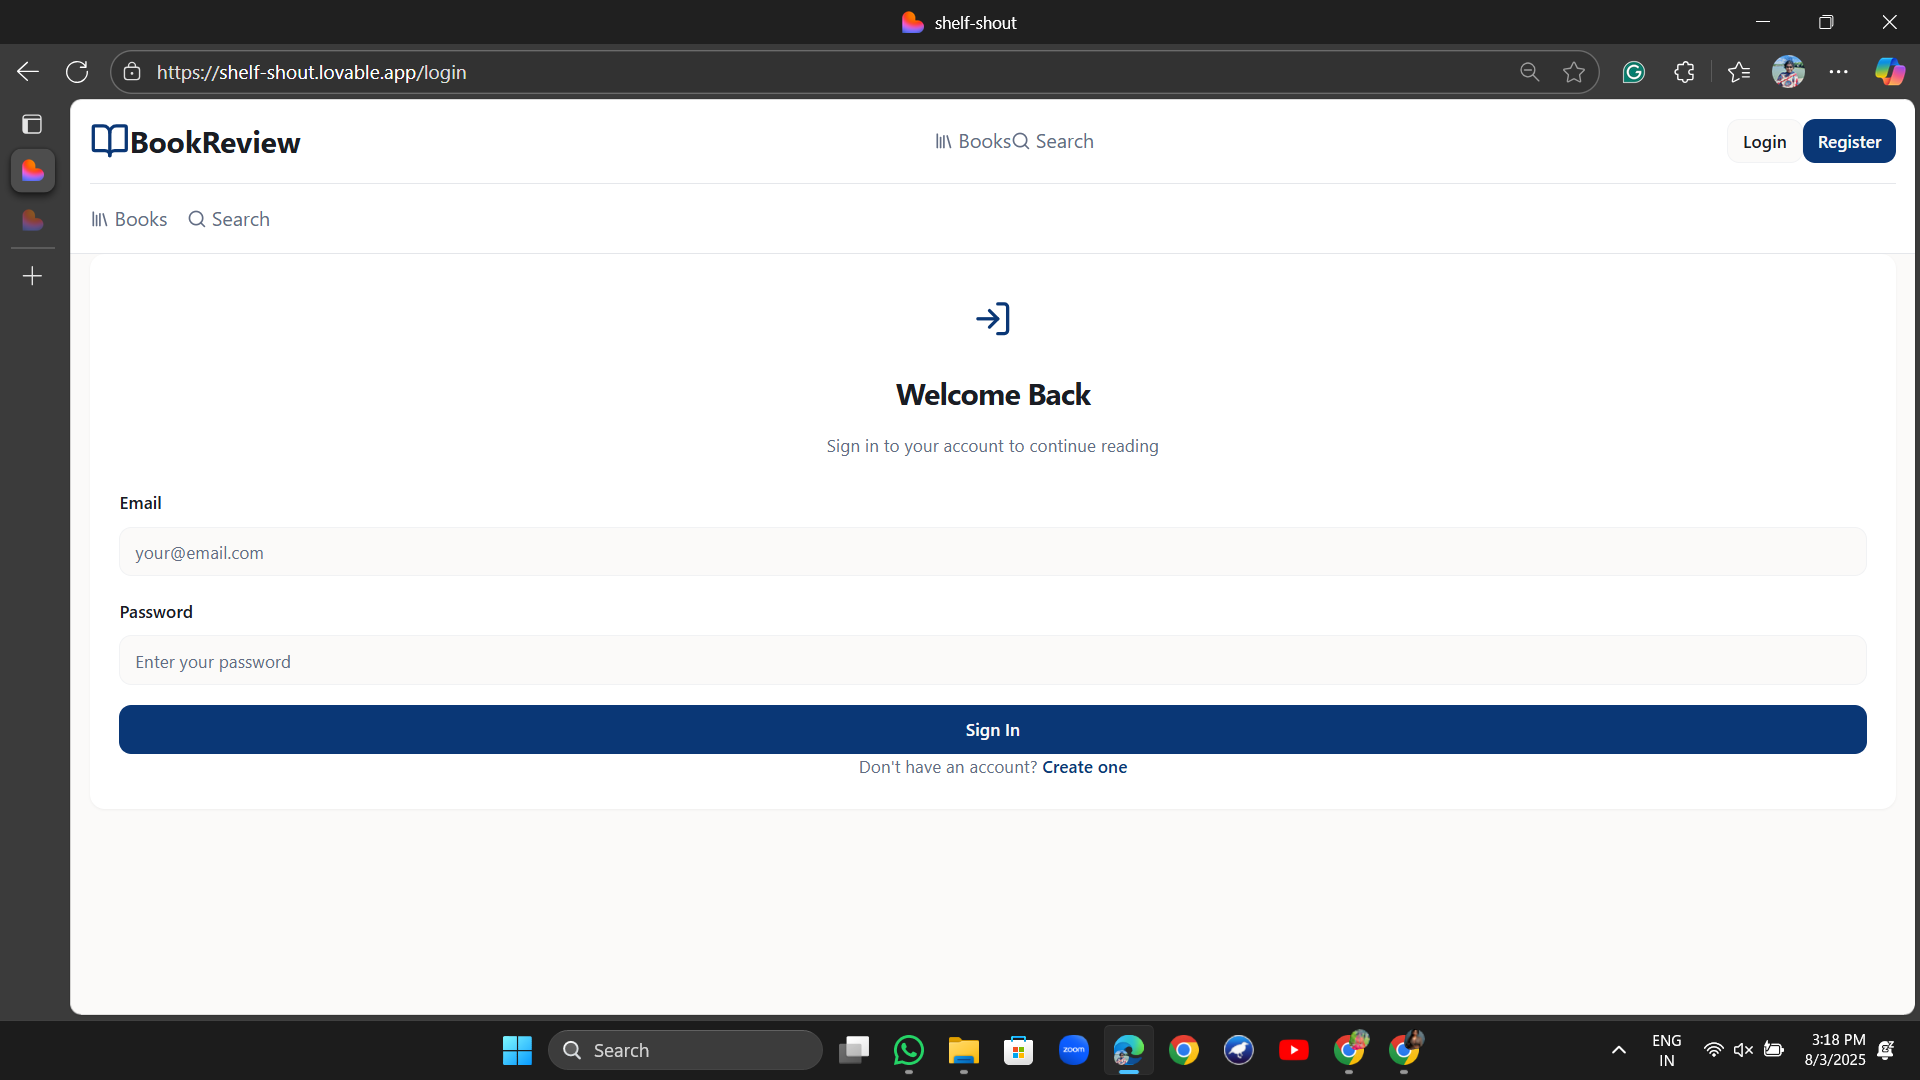 shelf-shout
https://shelf-shout.lovable.app/login
BookReview
Books Search
Login Register
Books Search
Welcome Back
Sign in to your account to continue reading
Email
your@email.com
Password
Enter your password
Sign In
Don't have an account? Create one
Search
zoom
ENG
IN
3:18 PM
8/3/2025